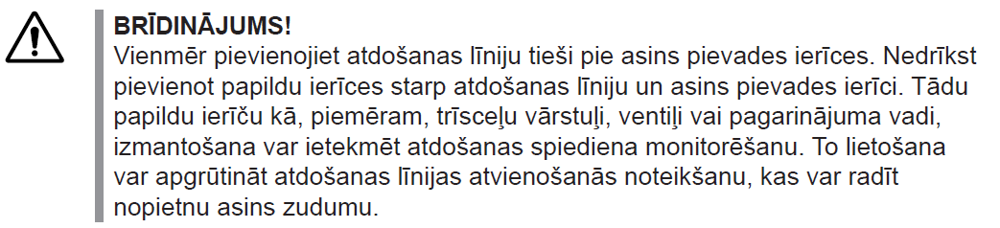 BRĪDINĀJUMS!
Vienmēr pievienojiet atdošanas līniju tieši pie asins pievades ierīces. Nedrīkst
pievienot papildu ierīces starp atdošanas līniju un asins pievades ierīci. Tādu
papildu ierīču kā, piemēram, trīsceļu vārstuļi, ventiļi vai pagarinājuma vadi,
izmantošana var ietekmēt atdošanas spiediena monitorēšanu. To lietošana
var apgrūtināt atdošanas līnijas atvienošanās noteikšanu, kas var radīt
nopietnu asins zudumu.